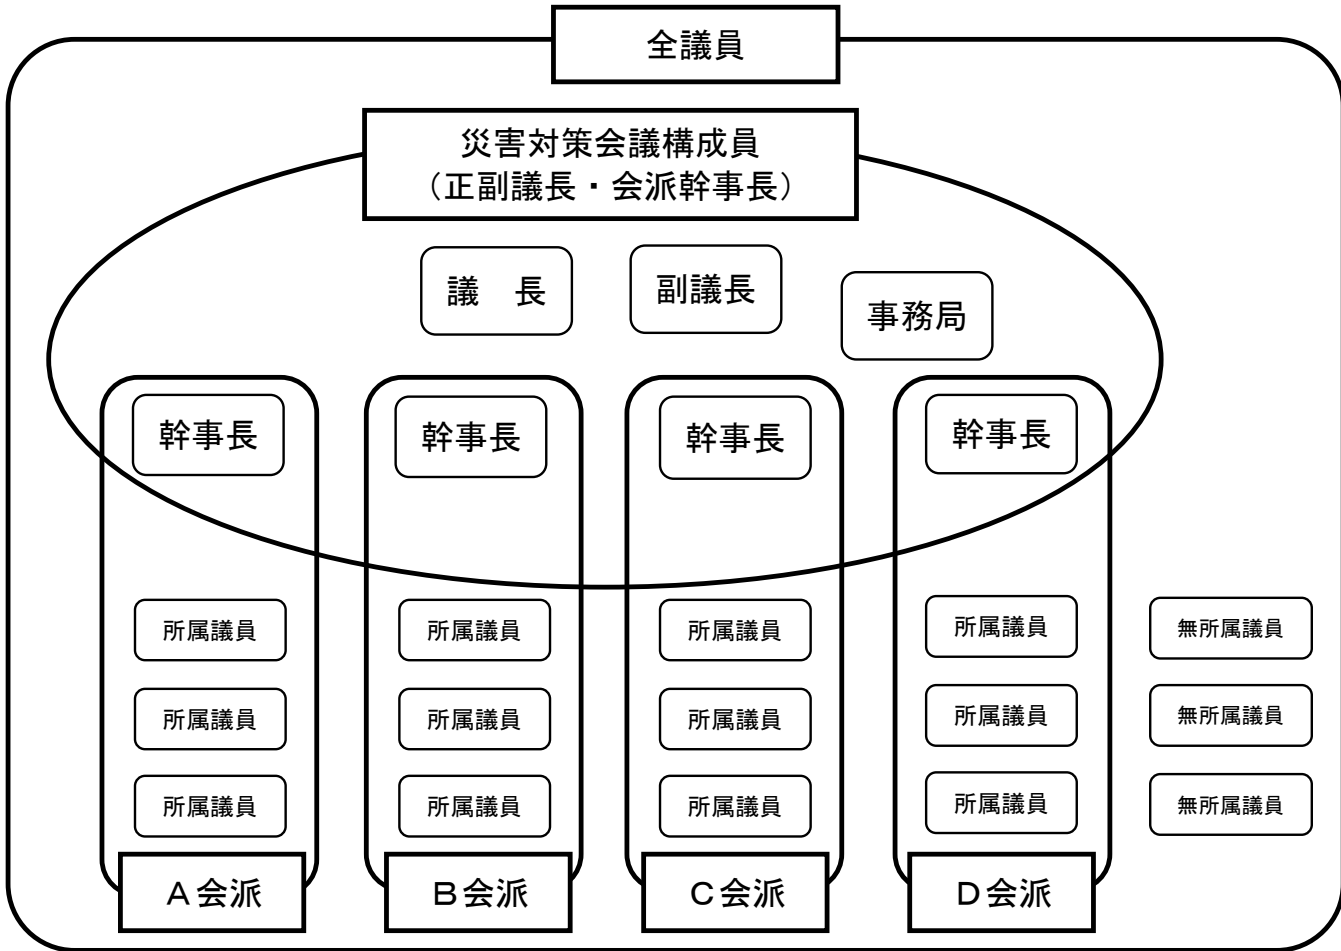 全議員
災害対策会議構成員
（正副議長・会派幹事長）
議　長
副議長
事務局
幹事長
幹事長
幹事長
幹事長
所属議員
所属議員
所属議員
所属議員
無所属議員
所属議員
所属議員
所属議員
所属議員
無所属議員
所属議員
所属議員
所属議員
所属議員
無所属議員
Ａ会派
Ｂ会派
Ｃ会派
Ｄ会派